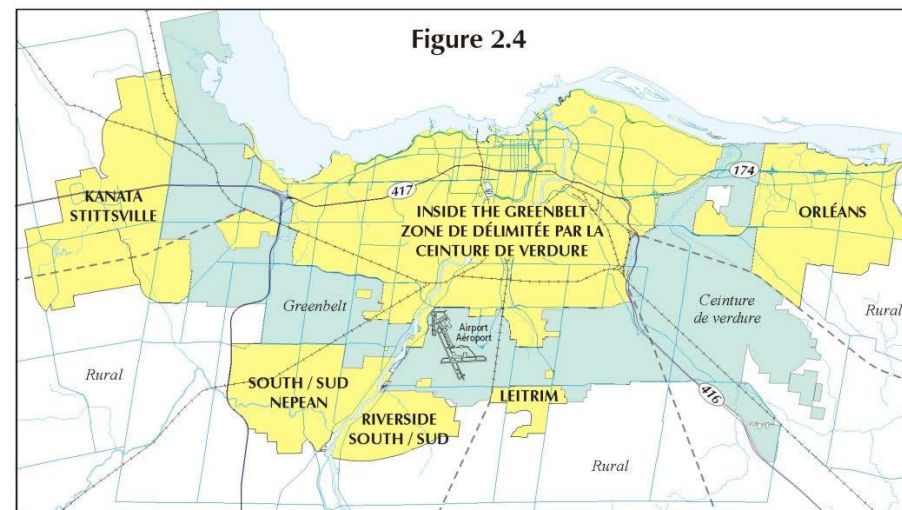 Figure 2.4
KANATA
STITTSVILLE
417
174
INSIDE THE GREENBELT
ZONE DE DÉLIMITÉE PAR LA
CEINTURE DE VERDURE
ORLÉANS
Greenbelt
Airport
Aéroport
Ceinture
de verdure
Rural
Rural
SOUTH / SUD
NEPEAN
LEITRIM
416
RIVERSIDE
SOUTH / SUD
Rural